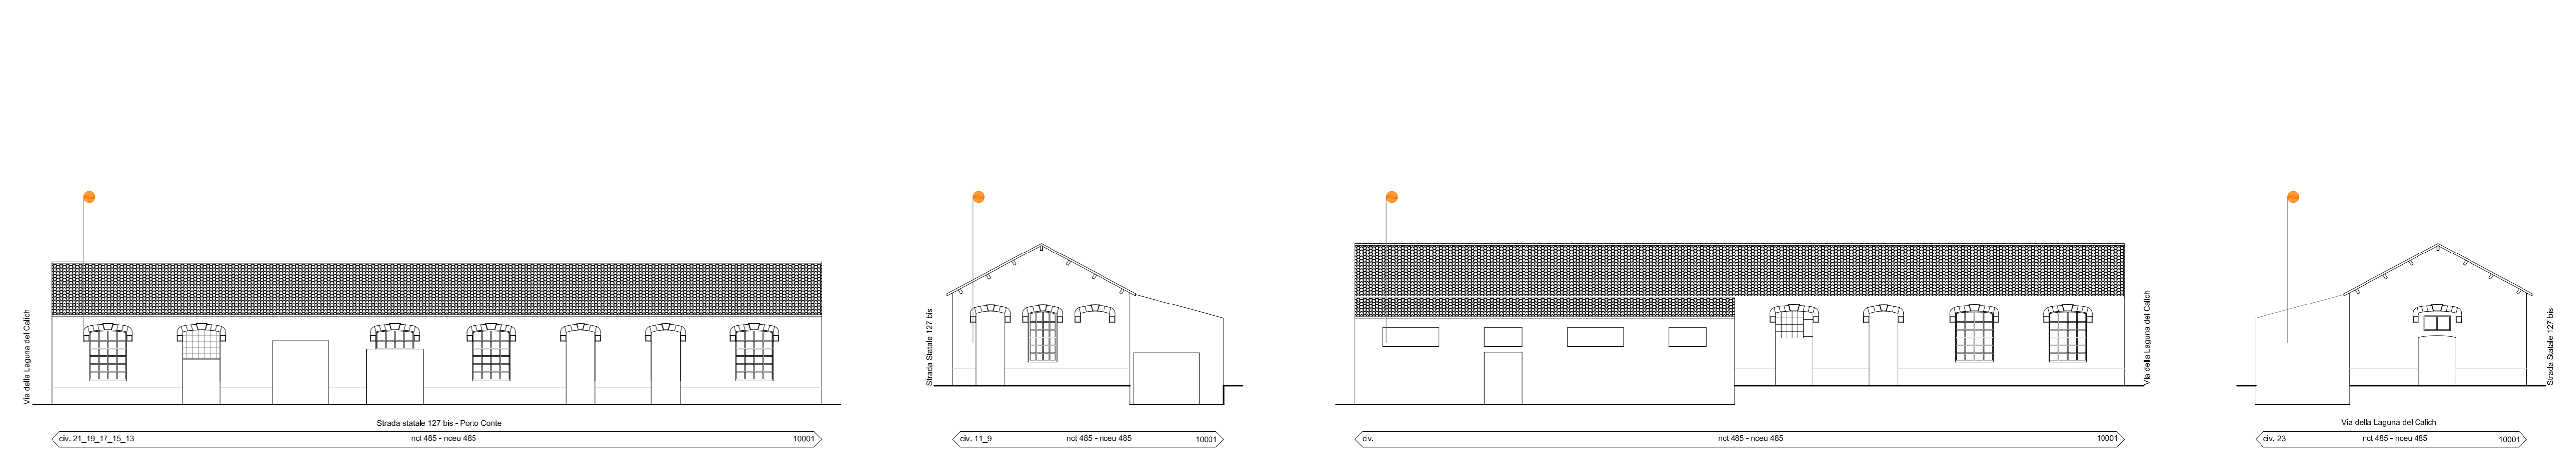 Via della Laguna del Calich
Strada statale 127 bis - Porto Conte
civ. 21_19_17_15_13
nct 485 - nceu 485
10001
Strada Statale 127 bis
civ. 11_9
nct 485 - nceu 485
10001
Via della Laguna del Calich
civ.
nct 485 - nceu 485
10001
Strada Statale 127 bis
Via della Laguna del Calich
civ. 23
nct 485 - nceu 485
10001